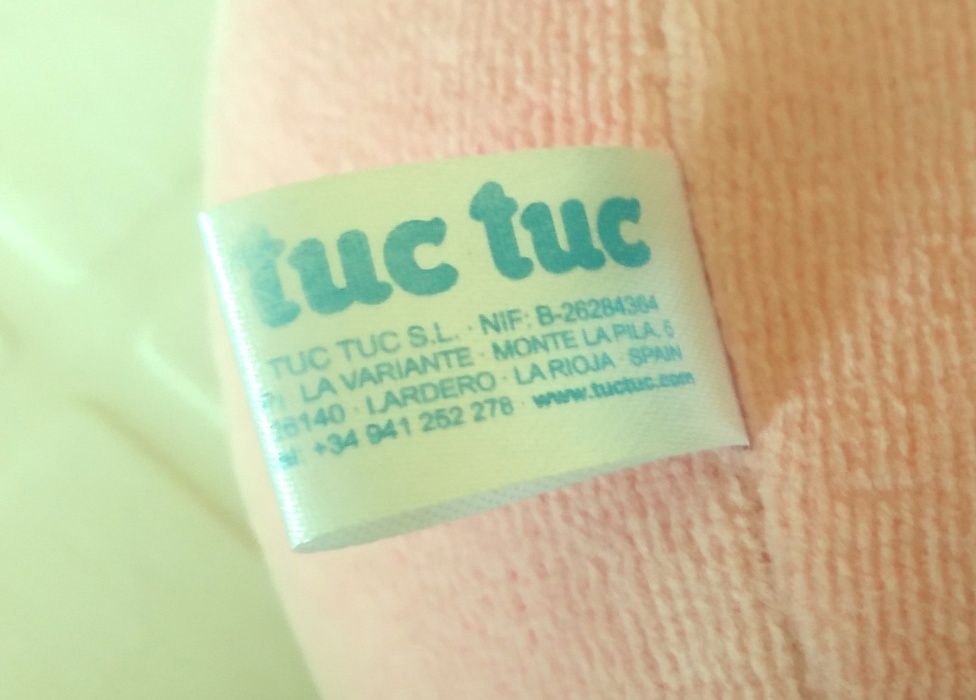 tuc tuc
TUC TUC S.L. · NIF: B-26284364
LA VARIANTE · MONTE LA PILA, 6
26140 · LARDERO · LA RIOJA · SPAIN
Tel: +34 941 252 278 · www.tuctuc.com